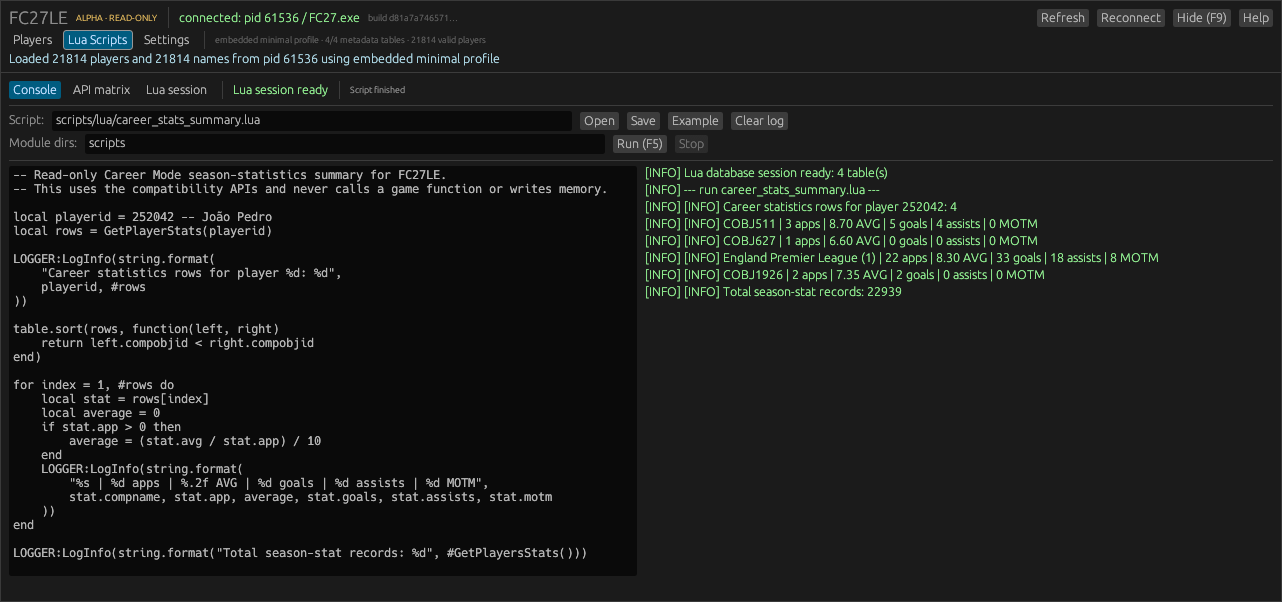 FC27LE ALPHA · READ-ONLY connected: pid 61536 / FC27.exe build d81a7a746571… Refresh Reconnect Hide (F9) Help
Players Lua Scripts Settings embedded minimal profile · 4/4 metadata tables · 21814 valid players
Loaded 21814 players and 21814 names from pid 61536 using embedded minimal profile
Console API matrix Lua session Lua session ready Script finished
Script: scripts/lua/career_stats_summary.lua Open Save Example Clear log
Module dirs: scripts Run (F5) Stop
-- Read-only Career Mode season-statistics summary for FC27LE.
-- This uses the compatibility APIs and never calls a game function or writes memory.
local playerid = 252042 -- João Pedro
local rows = GetPlayerStats(playerid)
LOGGER:LogInfo(string.format(
"Career statistics rows for player %d: %d",
playerid, #rows
))
table.sort(rows, function(left, right)
return left.compobjid < right.compobjid
end)
for index = 1, #rows do
local stat = rows[index]
local average = 0
if stat.app > 0 then
average = (stat.avg / stat.app) / 10
end
LOGGER:LogInfo(string.format(
"%s | %d apps | %.2f AVG | %d goals | %d assists | %d MOTM",
stat.compname, stat.app, average, stat.goals, stat.assists, stat.motm
))
end
LOGGER:LogInfo(string.format("Total season-stat records: %d", #GetPlayersStats()))
[INFO] Lua database session ready: 4 table(s)
[INFO] --- run career_stats_summary.lua ---
[INFO] [INFO] Career statistics rows for player 252042: 4
[INFO] [INFO] COBJ511 | 3 apps | 8.70 AVG | 5 goals | 4 assists | 0 MOTM
[INFO] [INFO] COBJ627 | 1 apps | 6.60 AVG | 0 goals | 0 assists | 0 MOTM
[INFO] [INFO] England Premier League (1) | 22 apps | 8.30 AVG | 33 goals | 18 assists | 8 MOTM
[INFO] [INFO] COBJ1926 | 2 apps | 7.35 AVG | 2 goals | 0 assists | 0 MOTM
[INFO] [INFO] Total season-stat records: 22939